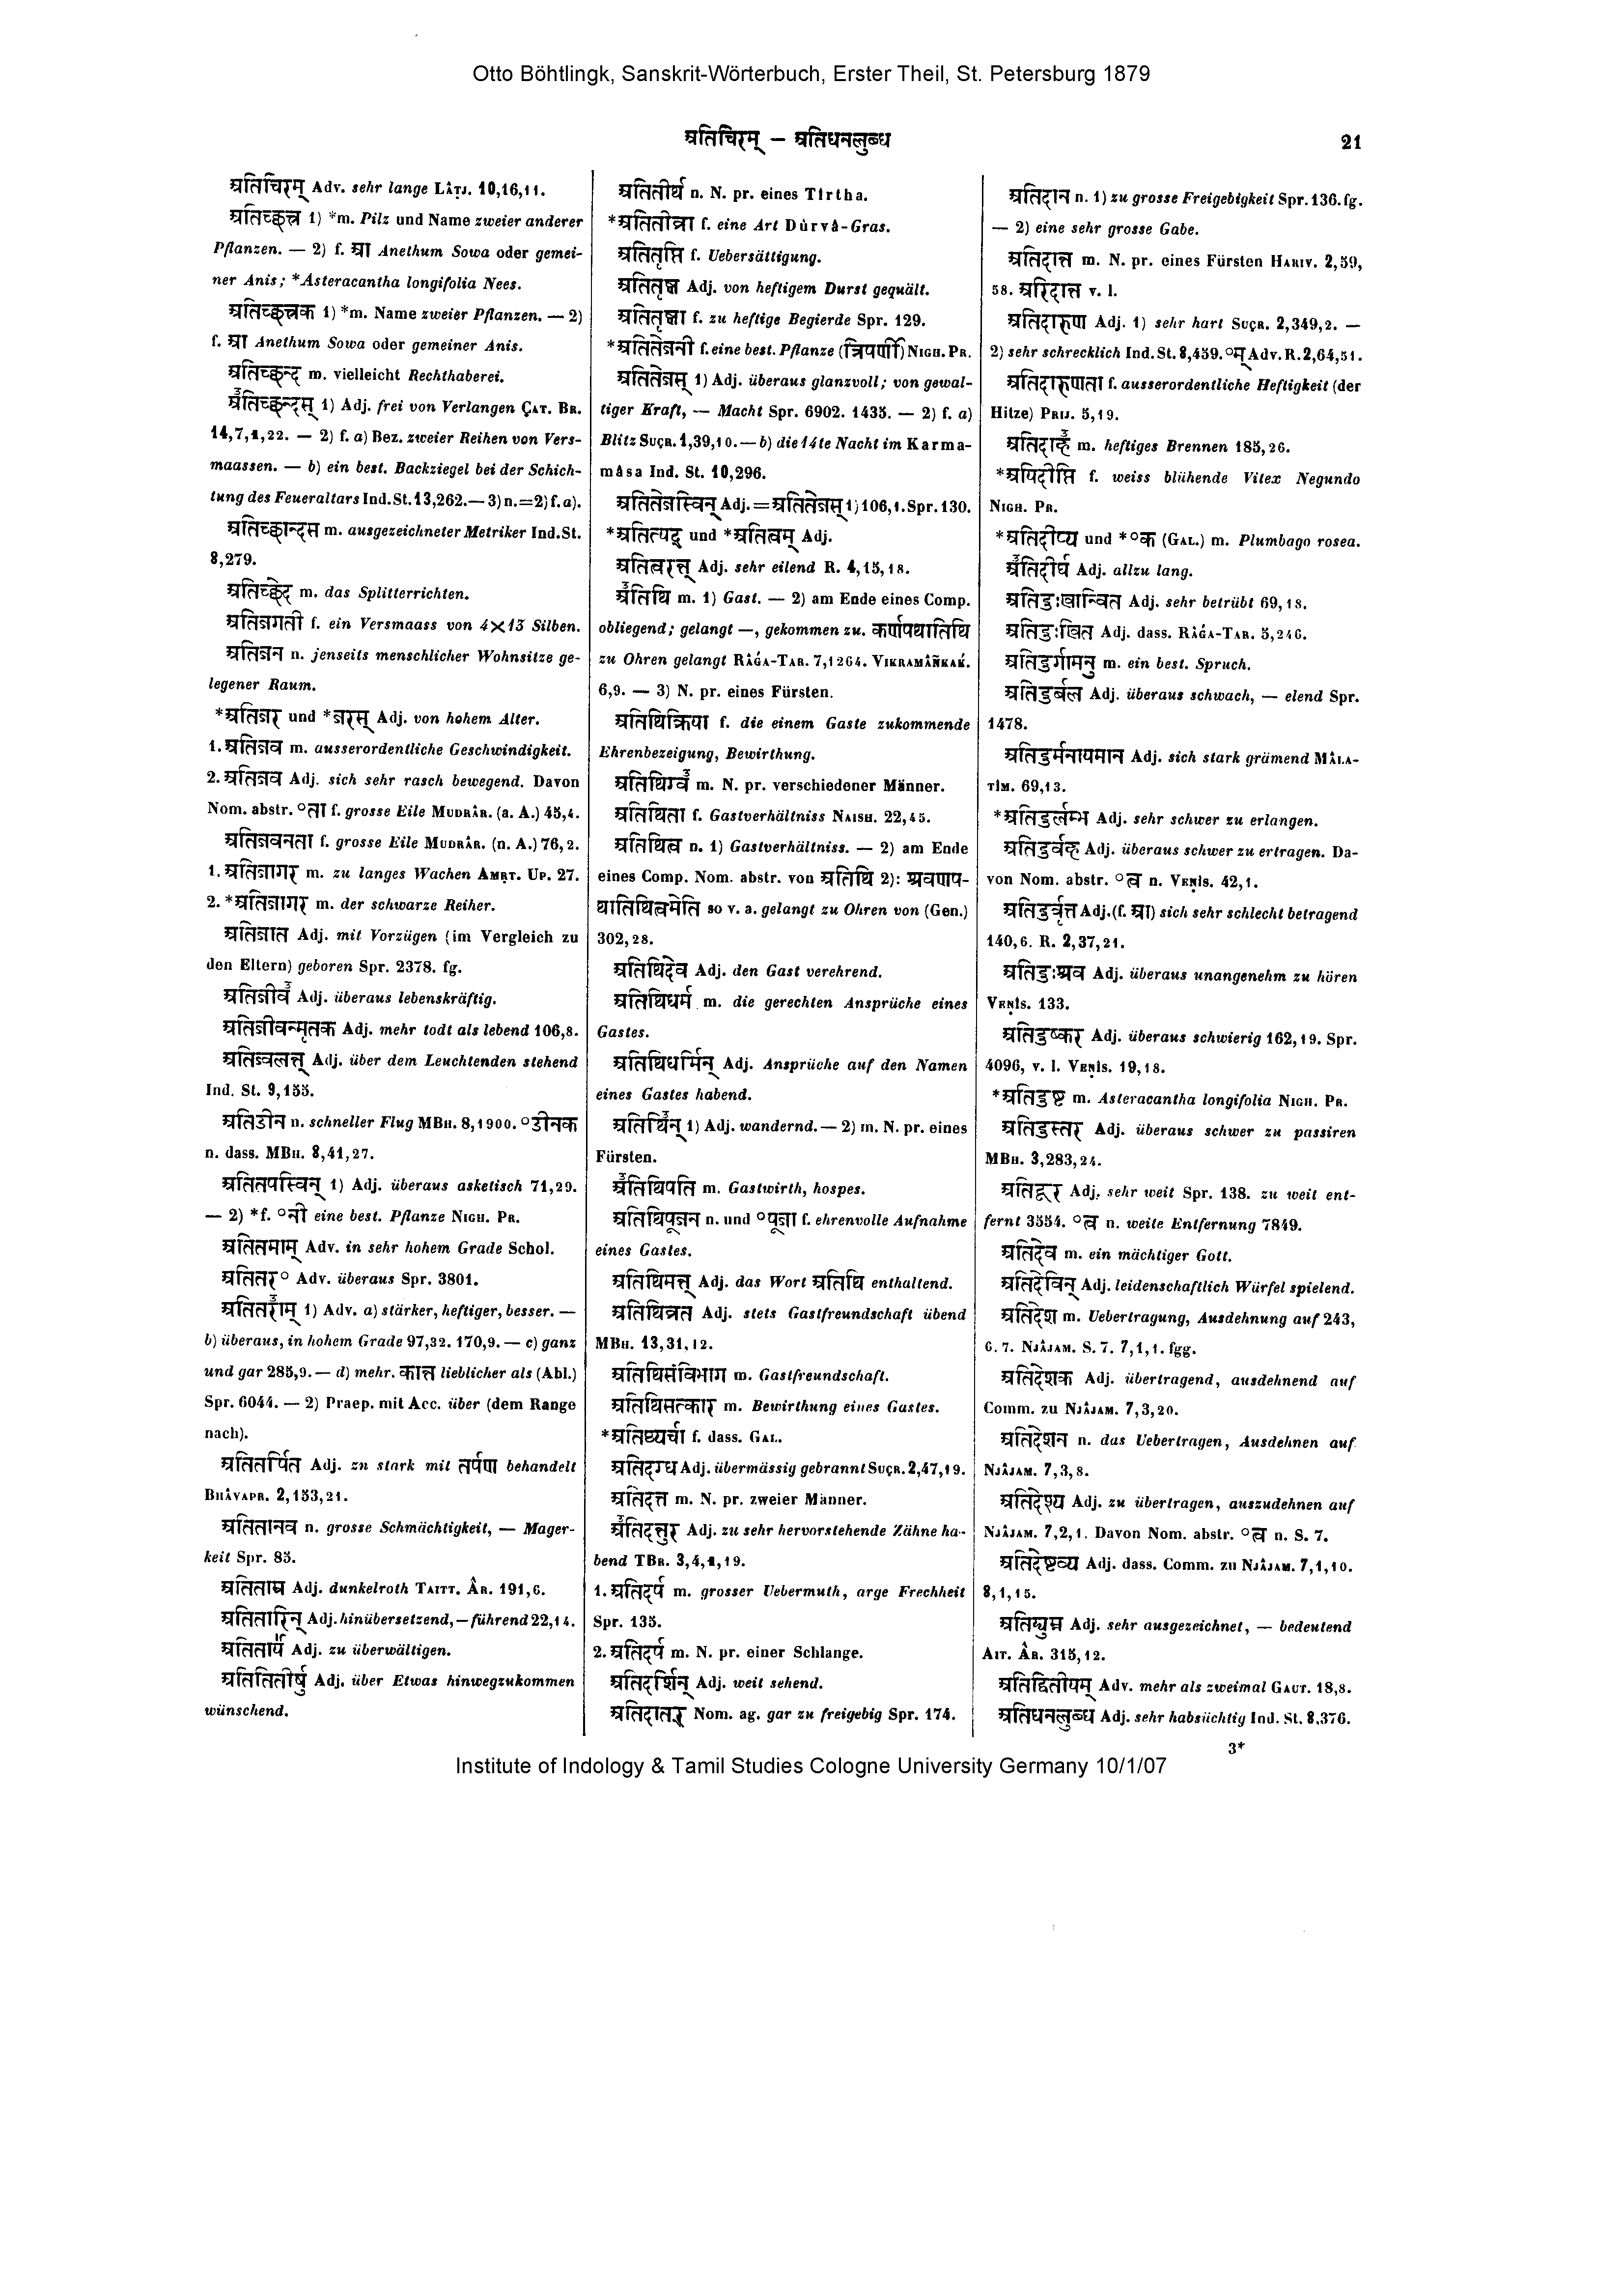 Otto Böhtlingk, Sanskrit-Wörterbuch, Erster Theil, St. Petersburg 1879
अतिचिरम् — अतिधनलुब्ध
21
अतिचिरम् Adv. sehr lange Lâṭj. 10,16,11.
अतिच्छत्त्र 1) *m. Pilz und Name zweier anderer
Pflanzen. — 2) f. आ Anethum Sowa oder gemei-
ner Anis; *Asteracantha longifolia Nees.
अतिच्छत्त्रक 1) *m. Name zweier Pflanzen. — 2)
f. आ Anethum Sowa oder gemeiner Anis.
अतिच्छन्द m. vielleicht Rechthaberei.
अ꣡तिच्छन्दस् 1) Adj. frei von Verlangen Çat. Br.
14,7,1,22. — 2) f. a) Bez. zweier Reihen von Vers-
maassen. — b) ein best. Backziegel bei der Schich-
tung des Feueraltars Ind. St. 13,262. — 3) n. = 2) f. a).
अतिच्छान्दस m. ausgezeichneter Metriker Ind. St.
8,279.
अतिच्छेद m. das Splitterrichten.
अतिजगती f. ein Versmaass von 4×13 Silben.
अतिजन n. jenseits menschlicher Wohnsitze ge-
legener Raum.
*अतिजर und *जरस् Adj. von hohem Alter.
1. अतिजव m. ausserordentliche Geschwindigkeit.
2. अतिजव Adj. sich sehr rasch bewegend. Davon
Nom. abstr. °ता f. grosse Eile Mudrâr. (a. A.) 45,4.
अतिजवनता f. grosse Eile Mudrâr. (n. A.) 76,2.
1. अतिजागर m. zu langes Wachen Amṛt. Up. 27.
2. *अतिजागर m. der schwarze Reiher.
अतिजात Adj. mit Vorzügen (im Vergleich zu
den Eltern) geboren Spr. 2378. fg.
अतिजीव꣡ Adj. überaus lebenskräftig.
अतिजीवन्मृतक Adj. mehr todt als lebend 106,8.
अतिज्वलत्त् Adj. über dem Leuchtenden stehend
Ind. St. 9,153.
अतिडीन n. schneller Flug MBh. 8,1900. °डीनक
n. dass. MBh. 8,41,27.
अतितपस्विन् 1) Adj. überaus asketisch 71,29.
— 2) *f. °नी eine best. Pflanze Nigh. Pr.
अतितमाम् Adv. in sehr hohem Grade Schol.
अतितर° Adv. überaus Spr. 3801.
अतितरा꣡म् 1) Adv. a) stärker, heftiger, besser. —
b) überaus, in hohem Grade 97,32. 170,9. — c) ganz
und gar 285,9. — d) mehr. कान्त lieblicher als (Abl.)
Spr. 6044. — 2) Praep. mit Acc. über (dem Range
nach).
अतितर्पित Adj. zu stark mit तर्पण behandelt
Bhâvapr. 2,153,21.
अतितानव n. grosse Schmächtigkeit, — Mager-
keit Spr. 83.
अतिताम्र Adj. dunkelroth Taitt. Âr. 191,6.
अतितारिन् Adj. hinübersetzend, — führend 22,14.
अतितार्य Adj. zu überwältigen.
अतितितीर्षु Adj. über Etwas hinwegzukommen
wünschend.
अतितीर्थ n. N. pr. eines Tîrtha.
*अतितीव्रा f. eine Art Dûrvâ-Gras.
अतितृप्ति f. Uebersättigung.
अतितृष्ण Adj. von heftigem Durst gequält.
अतितृष्णा f. zu heftige Begierde Spr. 129.
*अतितेजनी f. eine best. Pflanze (त्रिपर्णी) Nigh. Pr.
अतितेजस् 1) Adj. überaus glanzvoll; von gewal-
tiger Kraft, — Macht Spr. 6902. 1435. — 2) f. a)
Blitz Suçr. 1,39,10. — b) die 14te Nacht im Karma-
mâsa Ind. St. 10,296.
अतितेजस्विन् Adj. = अतितेजस् 1) 106,1. Spr. 130.
*अतित्यद् und *अतित्वम् Adj.
अतित्वरत्त् Adj. sehr eilend R. 4,15,18.
अ꣡तिथि m. 1) Gast. — 2) am Ende eines Comp.
obliegend; gelangt —, gekommen zu. कर्णपथातिथि
zu Ohren gelangt Râǵa-Tar. 7,1264. Vikramâñkaḱ.
6,9. — 3) N. pr. eines Fürsten.
अतिथिक्रिया f. die einem Gaste zukommende
Ehrenbezeigung, Bewirthung.
अतिथिग्व꣡ m. N. pr. verschiedener Männer.
अतिथिता f. Gastverhältniss Naish. 22,45.
अतिथित्व n. 1) Gastverhältniss. — 2) am Ende
eines Comp. Nom. abstr. von अतिथि 2): श्रवणप-
थातिथित्वमेति so v. a. gelangt zu Ohren von (Gen.)
302,28.
अतिथिदेव Adj. den Gast verehrend.
अतिथिधर्म m. die gerechten Ansprüche eines
Gastes.
अतिथिधर्मिन् Adj. Ansprüche auf den Namen
eines Gastes habend.
अतिथि꣡न् 1) Adj. wandernd. — 2) m. N. pr. eines
Fürsten.
अ꣡तिथिपति m. Gastwirth, hospes.
अतिथिपूजन n. und °पूजा f. ehrenvolle Aufnahme
eines Gastes.
अतिथिमत्त् Adj. das Wort अतिथि enthaltend.
अतिथिव्रत Adj. stets Gastfreundschaft übend
MBh. 13,31,12.
अतिथिसंविभाग m. Gastfreundschaft.
अतिथिसत्कार m. Bewirthung eines Gastes.
*अतिथ्यर्चा f. dass. Gal.
अतिदग्ध Adj. übermässig gebrannt Suçr. 2,47,19.
अतिदत्त m. N. pr. zweier Männer.
अ꣡तिदन्तुर Adj. zu sehr hervorstehende Zähne ha-
bend TBr. 3,4,1,19.
1. अतिदर्प m. grosser Uebermuth, arge Frechheit
Spr. 135.
2. अतिदर्प m. N. pr. einer Schlange.
अतिदर्शिन् Adj. weit sehend.
अतिदातर् Nom. ag. gar zu freigebig Spr. 174.
अतिदान n. 1) zu grosse Freigebigkeit Spr. 136. fg.
— 2) eine sehr grosse Gabe.
अतिदान्त m. N. pr. eines Fürsten Hariv. 2,59,
58. अरिदान्त v. l.
अतिदारुण Adj. 1) sehr hart Suçr. 2,349,2. —
2) sehr schrecklich Ind. St. 8,459. °म् Adv. R. 2,64,51.
अतिदारुणता f. ausserordentliche Heftigkeit (der
Hitze) Prij. 5,19.
अतिदाह꣡ m. heftiges Brennen 185,26.
*अपिदीप्ति f. weiss blühende Vitex Negundo
Nigh. Pr.
*अतिदीप्य und *°क (Gal.) m. Plumbago rosea.
अ꣡तिदीर्घ Adj. allzu lang.
अतिदुःखान्वित Adj. sehr betrübt 69,18.
अतिदुःखित Adj. dass. Râǵa-Tar. 5,246.
अतिदुर्गामनु m. ein best. Spruch.
अतिदुर्बल Adj. überaus schwach, — elend Spr.
1478.
अतिदुर्मनायमान Adj. sich stark grämend Mâla-
tîm. 69,13.
*अतिदुर्लम्भ Adj. sehr schwer zu erlangen.
अतिदुर्वह Adj. überaus schwer zu ertragen. Da-
von Nom. abstr. °त्व n. Veṇîs. 42,1.
अतिदुर्वृत्त Adj. (f. आ) sich sehr schlecht betragend
140,6. R. 2,37,21.
अतिदुःश्रव Adj. überaus unangenehm zu hören
Veṇîs. 133.
अतिदुष्कर Adj. überaus schwierig 162,19. Spr.
4096, v. l. Veṇîs. 19,18.
*अतिदुष्ट m. Asteracantha longifolia Nigh. Pr.
अतिदुस्तर Adj. überaus schwer zu passiren
MBh. 3,283,24.
अतिदूर Adj. sehr weit Spr. 138. zu weit ent-
fernt 3554. °त्व n. weite Entfernung 7849.
अतिदेव m. ein mächtiger Gott.
अतिदेविन् Adj. leidenschaftlich Würfel spielend.
अतिदेश m. Uebertragung, Ausdehnung auf 243,
6. 7. Njâjam. S. 7. 7,1,1. fgg.
अतिदेशक Adj. übertragend, ausdehnend auf
Comm. zu Njâjam. 7,3,20.
अतिदेशन n. das Uebertragen, Ausdehnen auf
Njâjam. 7,3,8.
अतिदेश्य Adj. zu übertragen, auszudehnen auf
Njâjam. 7,2,1. Davon Nom. abstr. °त्व n. S. 7.
अतिदेष्टव्य Adj. dass. Comm. zu Njâjam. 7,1,10.
8,1,15.
अतिद्युम्न Adj. sehr ausgezeichnet, — bedeutend
Ait. Âr. 315,12.
अतिद्वितीयम् Adv. mehr als zweimal Gaut. 18,8.
अतिधनलुब्ध Adj. sehr habsüchtig Ind. St. 8,376.
3*
Institute of Indology & Tamil Studies Cologne University Germany 10/1/07